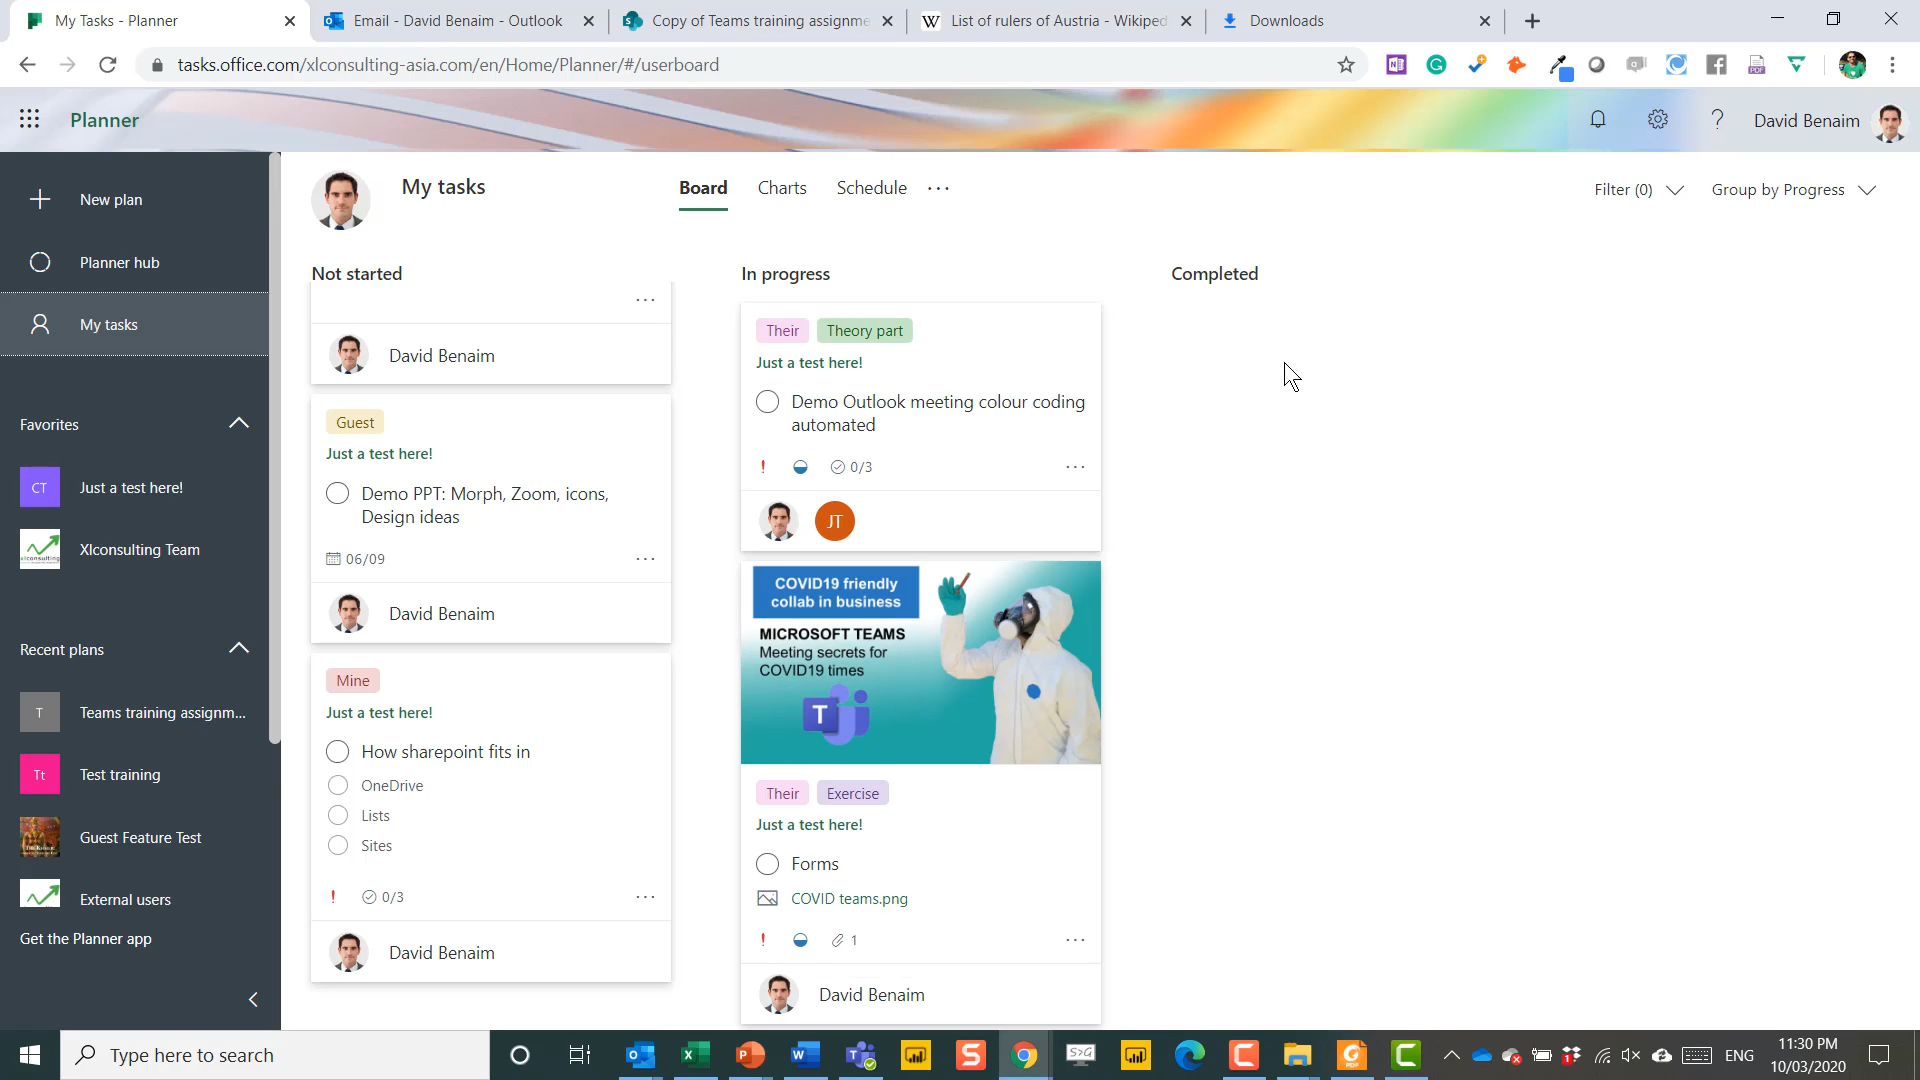 My Tasks - Planner
Email - David Benaim - Outlook
Copy of Teams training assignme
List of rulers of Austria - Wikiped
Downloads
tasks.office.com/xlconsulting-asia.com/en/Home/Planner/#/userboard
Planner
David Benaim
New plan
Planner hub
My tasks
Favorites
CT
Just a test here!
Xlconsulting Team
Recent plans
T
Teams training assignm...
Tt
Test training
Guest Feature Test
External users
Get the Planner app
My tasks
Board
Charts
Schedule
Filter (0)
Group by Progress
Not started
David Benaim
Guest
Just a test here!
Demo PPT: Morph, Zoom, icons,
Design ideas
06/09
David Benaim
Mine
Just a test here!
How sharepoint fits in
OneDrive
Lists
Sites
! 0/3
David Benaim
In progress
Their Theory part
Just a test here!
Demo Outlook meeting colour coding
automated
! 0/3
JT
COVID19 friendly
collab in business
MICROSOFT TEAMS
Meeting secrets for
COVID19 times
T
Their Exercise
Just a test here!
Forms
COVID teams.png
! 1
David Benaim
Completed
Type here to search
S>G
ENG
11:30 PM
10/03/2020